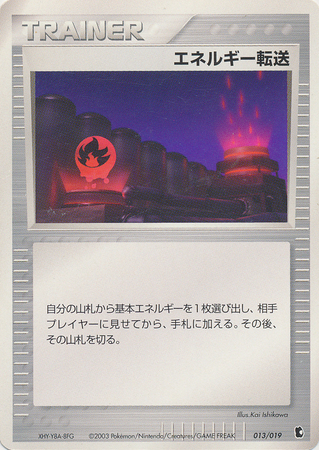 TRAINER
エネルギー転送
自分の山札から基本エネルギーを1枚選び出し、相手
プレイヤーに見せてから、手札に加える。その後、
その山札を切る。
Illus.Kai Ishikawa
XHY-Y8A-8FG ©2003 Pokémon/Nintendo/Creatures/GAME FREAK 013/019